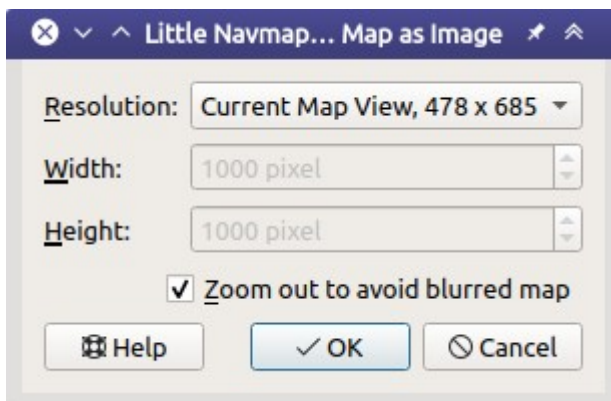 Little Navmap... Map as Image
Resolution: Current Map View, 478 x 685
Width: 1000 pixel
Height: 1000 pixel
Zoom out to avoid blurred map
Help OK Cancel